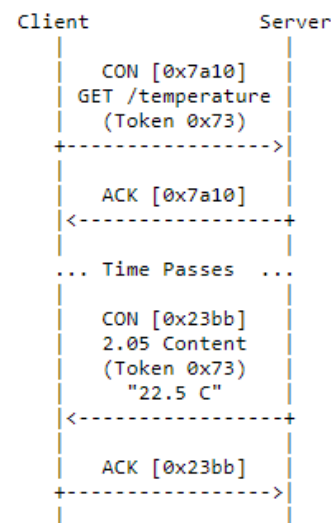 Client Server
CON [0x7a10]
GET /temperature
(Token 0x73)
ACK [0x7a10]
... Time Passes ...
CON [0x23bb]
2.05 Content
(Token 0x73)
"22.5 C"
ACK [0x23bb]